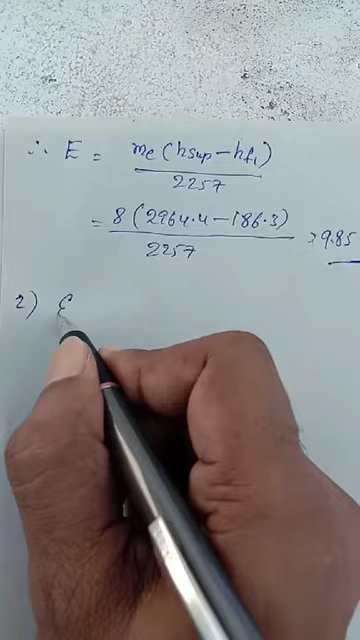 ∴ E = me (hsup - hf1)
2257
= 8 (2964.4 - 186.3)
2257
= 9.85
2) E